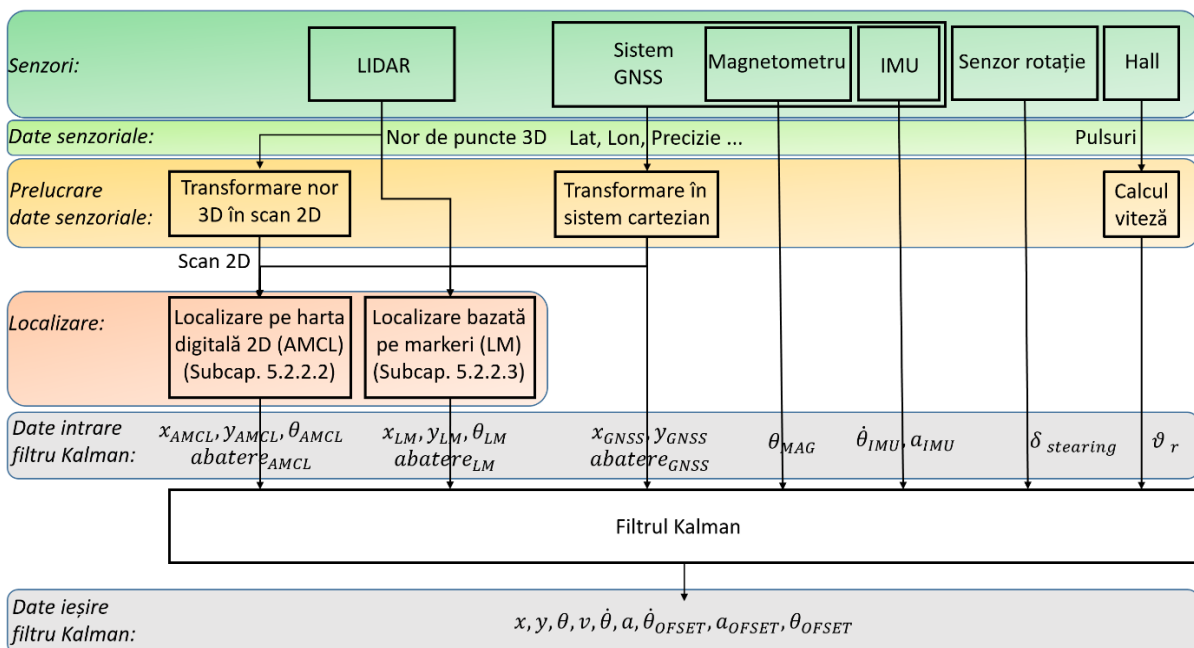 Senzori:
LIDAR
Sistem
GNSS
Magnetometru
IMU
Senzor rotație
Hall
Date senzoriale:
Nor de puncte 3D
Lat, Lon, Precizie ...
Pulsuri
Prelucrare
date senzoriale:
Transformare nor
3D în scan 2D
Transformare în
sistem cartezian
Calcul
viteză
Scan 2D
Localizare:
Localizare pe harta
digitală 2D (AMCL)
(Subcap. 5.2.2.2)
Localizare bazată
pe markeri (LM)
(Subcap. 5.2.2.3)
Date intrare
filtru Kalman:
x_AMCL, y_AMCL, θ_AMCL
abatere_AMCL
x_LM, y_LM, θ_LM
abatere_LM
x_GNSS, y_GNSS
abatere_GNSS
θ_MAG
θ̇_IMU, a_IMU
δ_stearing
ϑ_r
Filtrul Kalman
Date ieșire
filtru Kalman:
x, y, θ, v, θ̇, a, θ̇_OFSET, a_OFSET, θ_OFSET